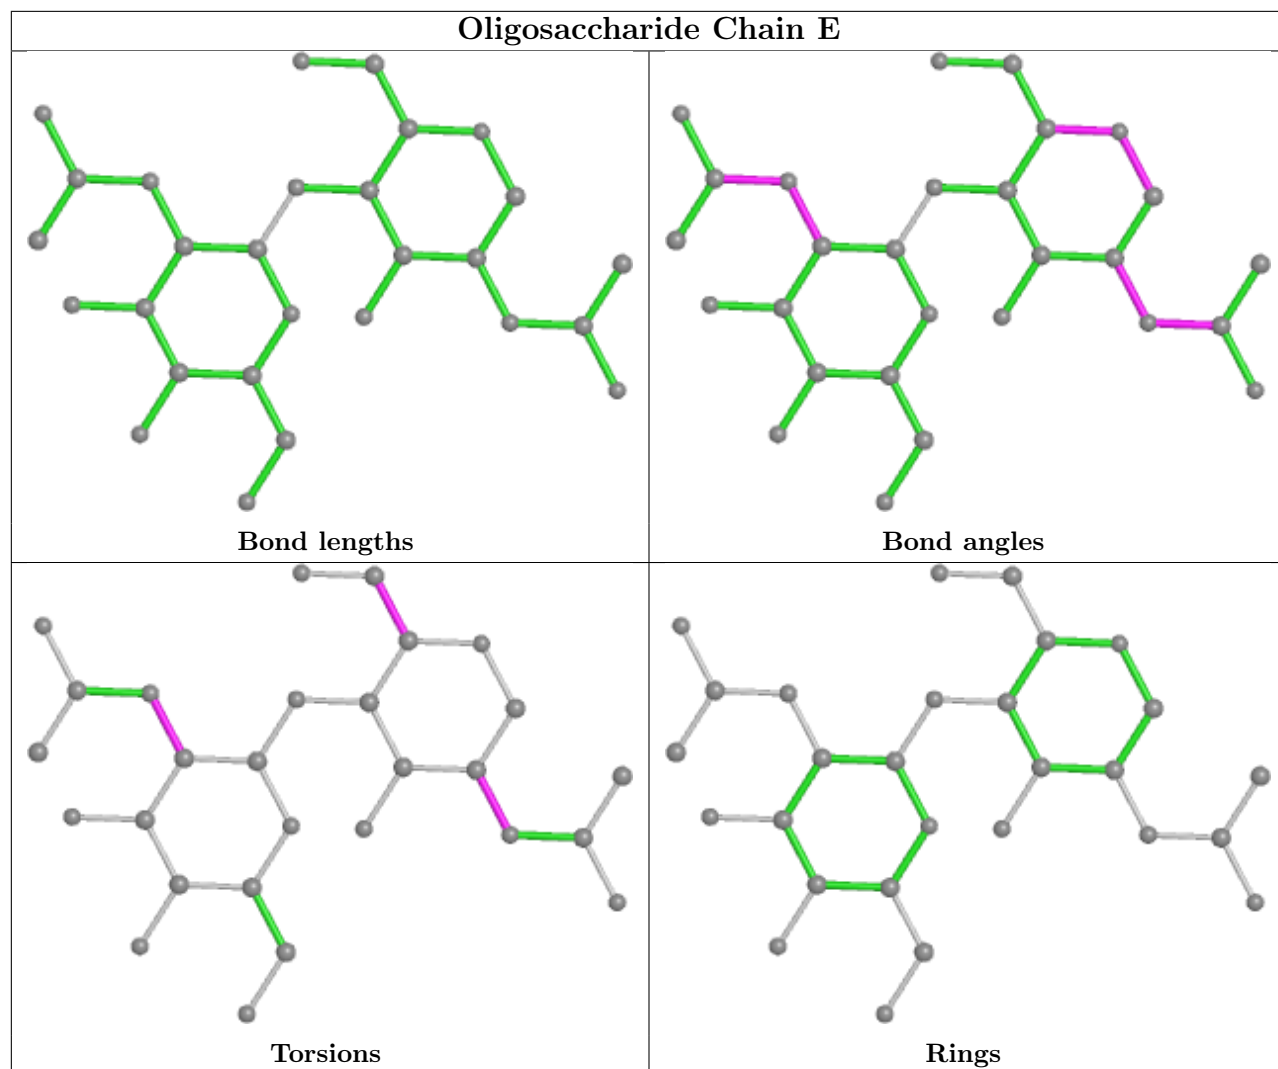 Oligosaccharide Chain E
Bond lengths
Bond angles
Torsions
Rings